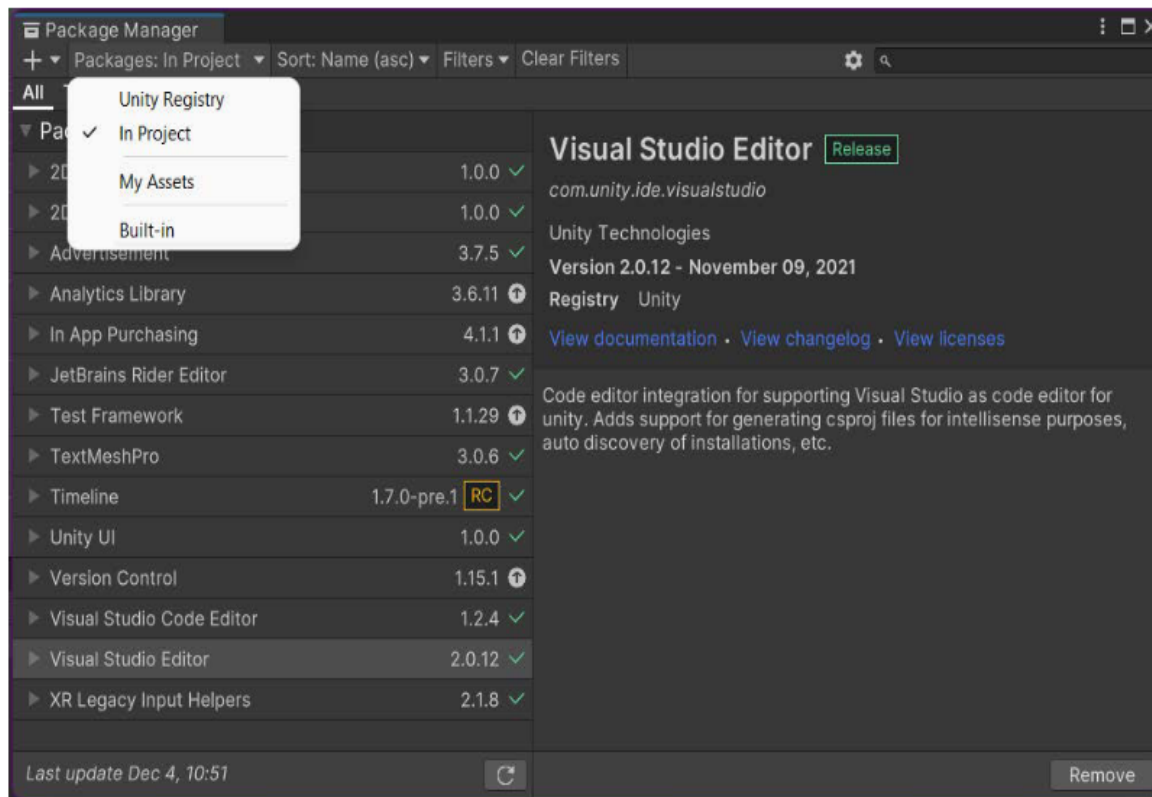 Package Manager
+ Packages: In Project Sort: Name (asc) Filters Clear Filters
All
Unity Registry
In Project
My Assets
Built-in
1.0.0
1.0.0
Advertisement 3.7.5
Analytics Library 3.6.11
In App Purchasing 4.1.1
JetBrains Rider Editor 3.0.7
Test Framework 1.1.29
TextMeshPro 3.0.6
Timeline 1.7.0-pre.1 RC
Unity UI 1.0.0
Version Control 1.15.1
Visual Studio Code Editor 1.2.4
Visual Studio Editor 2.0.12
XR Legacy Input Helpers 2.1.8
Last update Dec 4, 10:51
Visual Studio Editor Release
com.unity.ide.visualstudio
Unity Technologies
Version 2.0.12 - November 09, 2021
Registry Unity
View documentation • View changelog • View licenses
Code editor integration for supporting Visual Studio as code editor for
unity. Adds support for generating csproj files for intellisense purposes,
auto discovery of installations, etc.
Remove